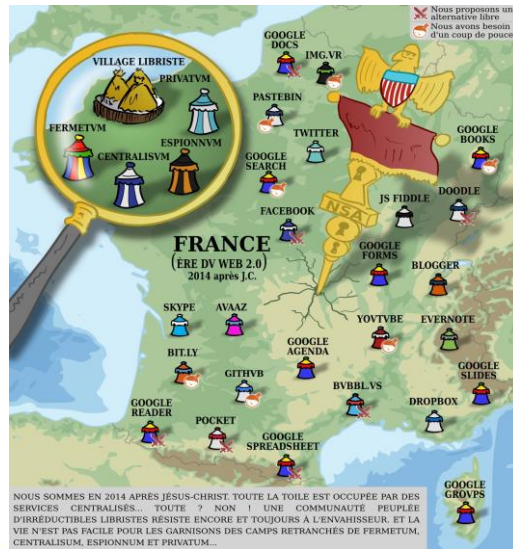 Nous proposons une
alternative libre
Nous avons besoin
d'un coup de pouce
GOOGLE
DOCS
IMG.VR
VILLAGE LIBRISTE
PRIVATVM
PASTEBIN
FERMETVM
ESPIONNVM
CENTRALISVM
TWITTER
GOOGLE
BOOKS
GOOGLE
SEARCH
JS FIDDLE
DOODLE
NSA
FACEBOOK
FRANCE
(ÈRE DV WEB 2.0)
2014 après J.C.
GOOGLE
FORMS
BLOGGER
SKYPE
AVAAZ
YOVTVBE
EVERNOTE
BIT.LY
GITHVB
GOOGLE
AGENDA
GOOGLE
SLIDES
BVBBL.VS
DROPBOX
GOOGLE
READER
POCKET
GOOGLE
SPREADSHEET
GOOGLE
GROVPS
NOUS SOMMES EN 2014 APRÈS JÉSUS-CHRIST. TOUTE LA TOILE EST OCCUPÉE PAR DES
SERVICES CENTRALISÉS... TOUTE ? NON ! UNE COMMUNAUTÉ PEUPLÉE
D'IRRÉDUCTIBLES LIBRISTES RÉSISTE ENCORE ET TOUJOURS À L'ENVAHISSEUR. ET LA
VIE N'EST PAS FACILE POUR LES GARNISONS DES CAMPS RETRANCHÉS DE FERMETUM,
CENTRALISUM, ESPIONNUM ET PRIVATUM...